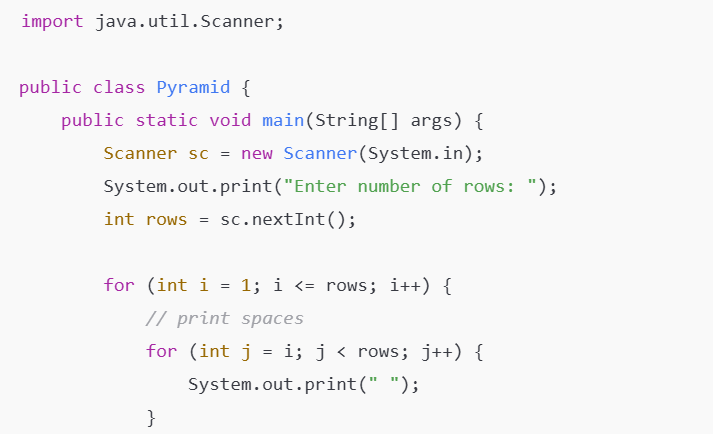 import java.util.Scanner;

public class Pyramid {
    public static void main(String[] args) {
        Scanner sc = new Scanner(System.in);
        System.out.print("Enter number of rows: ");
        int rows = sc.nextInt();

        for (int i = 1; i <= rows; i++) {
            // print spaces
            for (int j = i; j < rows; j++) {
                System.out.print(" ");
            }